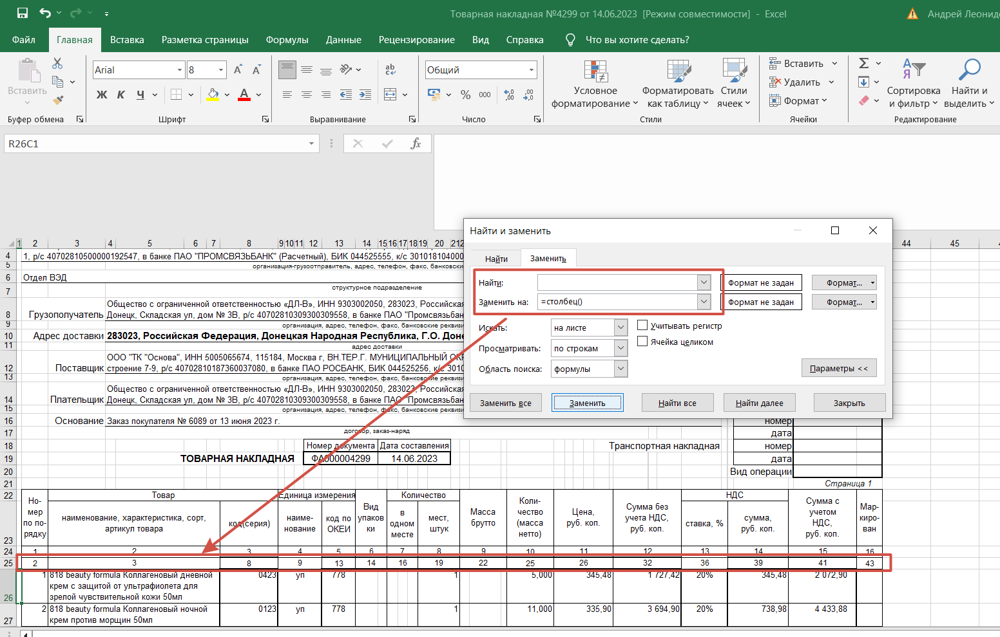 Товарная накладная №4299 от 14.06.2023 [Режим совместимости] - Excel
Андрей Леонид
Файл Главная Вставка Разметка страницы Формулы Данные Рецензирование Вид Справка Что вы хотите сделать?
Вставить
Буфер обмена
Arial 8
Ж К Ч
Шрифт
Выравнивание
Общий
% 000
Число
Условное форматирование
Форматировать как таблицу
Стили ячеек
Стили
Вставить
Удалить
Формат
Ячейки
Сортировка и фильтр
Найти и выделить
Редактирование
R26C1
fx
1 2 3 4 5 6 7 8 9 10 11 12 13 14 15 16 17 18 19 20 21 2 44 45
4 1, р/с 40702810500000192547, в банке ПАО "ПРОМСВЯЗЬБАНК" (Расчетный), БИК 044525555, к/с 301018104000
5 организация-грузоотправитель, адрес, телефон, факс, банковски
6 Отдел ВЭД
7 структурное подразделение
8 Грузополучатель Общество с ограниченной ответственностью «ДЛ-В», ИНН 9303002050, 283023, Российская
Донецк, Складская ул, дом № 3В, р/с 40702810309300309558, в банке ПАО "Промсвязьбан
9 организация, адрес, телефон, факс, банковские реквизи
10 Адрес доставки 283023, Российская Федерация, Донецкая Народная Республика, Г.О. Доне
11 адрес доставки
12 Поставщик ООО "ТК "Основа", ИНН 5005065674, 115184, Москва г, ВН.ТЕР.Г. МУНИЦИПАЛЬНЫЙ ОКР
строение 7-9, р/с 40702810187360037080, в банке ПАО РОСБАНК, БИК 044525256, к/с 3010
13 организация, адрес, телефон, факс, банковские реквизи
14 Плательщик Общество с ограниченной ответственностью «ДЛ-В», ИНН 9303002050, 283023, Российская
Донецк, Складская ул, дом № 3В, р/с 40702810309300309558, в банке ПАО "Промсвязьбан
15 организация, адрес, телефон, факс, банковские реквизи
16 Основание Заказ покупателя № 6089 от 13 июня 2023 г.
номер
17 договор, заказ-наряд
дата
18 Номер документа Дата составления Транспортная накладная номер
19 ТОВАРНАЯ НАКЛАДНАЯ ФА000004299 14.06.2023 дата
20 Вид операции
21 Страница 1
Найти и заменить
Найти Заменить
Найти: Формат не задан Формат...
Заменить на: =столбец() Формат не задан Формат...
Искать: на листе Учитывать регистр
Просматривать: по строкам Ячейка целиком
Область поиска: формулы
Параметры <<
Заменить все Заменить Найти все Найти далее Закрыть
22 23
Но-
мер
по по-
рядку
Товар
наименование, характеристика, сорт,
артикул товара
код(серия)
Единица измерения
наиме-
нование
код по
ОКЕИ
Вид
упаков
ки
Количество
в
одном
месте
мест,
штук
Масса
брутто
Коли-
чество
(масса
нетто)
Цена,
руб. коп.
Сумма без
учета НДС,
руб. коп.
НДС
ставка, %
сумма,
руб. коп.
Сумма с
учетом
НДС,
руб. коп.
Мар-
киро-
ван
24 1 2 3 4 5 6 7 8 9 10 11 12 13 14 15 16
25 2 3 8 9 13 14 16 19 22 25 26 32 36 39 41 43
26 1 818 beauty formula Коллагеновый дневной 0423 уп 778 1 5,000 345,48 1 727,42 20% 345,48 2 072,90
крем с защитой от ультрафиолета для
зрелой чувствительной кожи 50мл
27 2 818 beauty formula Коллагеновый ночной 0123 уп 778 1 11,000 335,90 3 694,90 20% 738,98 4 433,88
крем против морщин 50мл